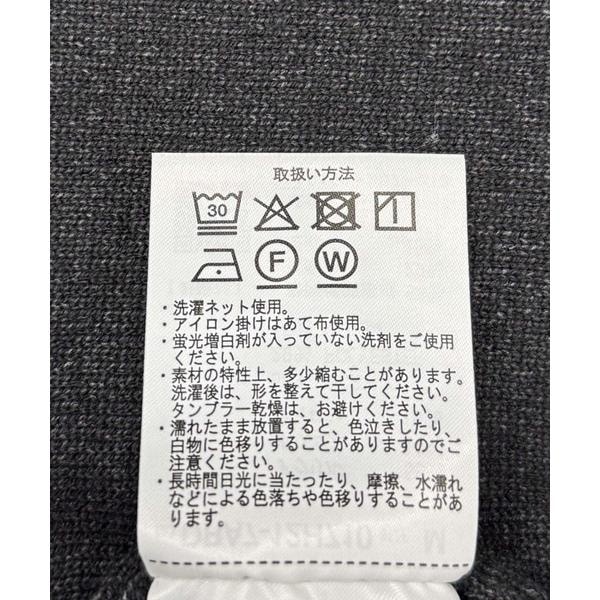 取扱い方法
30
F W
・洗濯ネット使用。
・アイロン掛けはあて布使用。
・蛍光増白剤が入っていない洗剤をご使用
ください。
・素材の特性上、多少縮むことがあります。
洗濯後は、形を整えて干してください。
タンブラー乾燥は、お避けください。
・濡れたまま放置すると、色泣きしたり、
白物に色移りすることがありますのでご
注意ください。
・長時間日光に当たったり、摩擦、水濡れ
などによる色落ちや色移りすることがあ
ります。